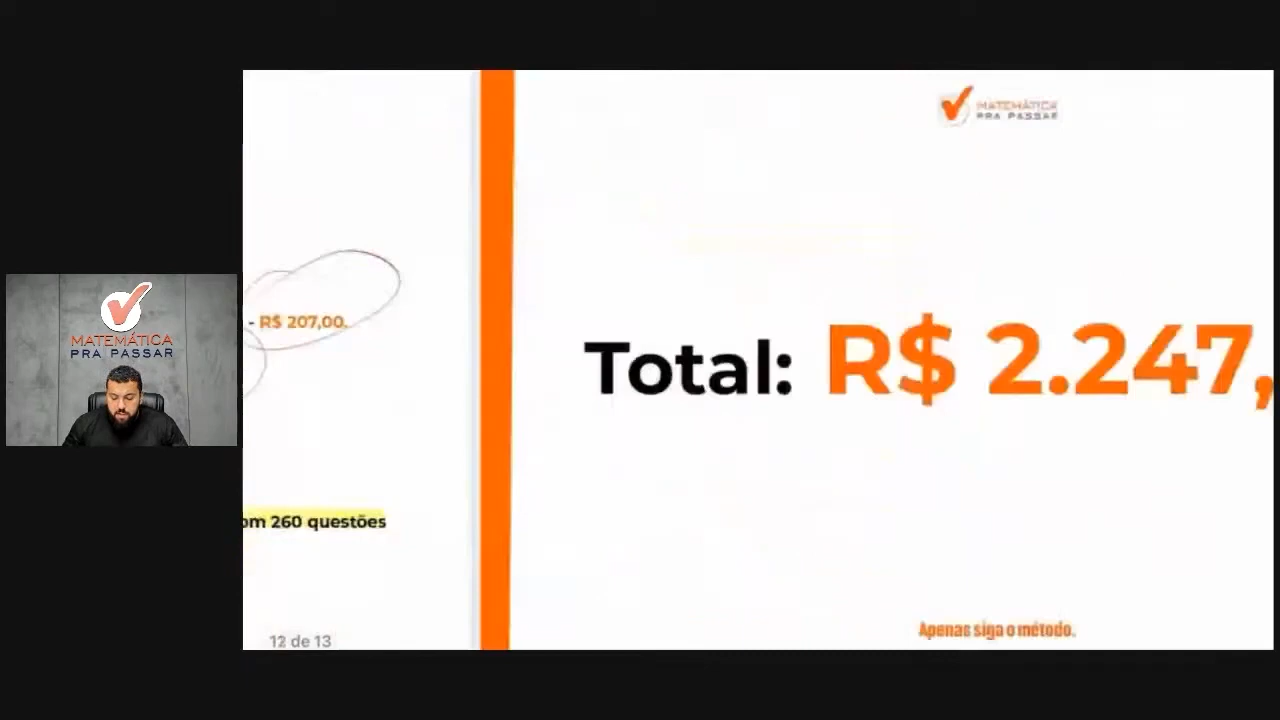 MATEMÁTICA
PRA PASSAR
- R$ 207,00.
om 260 questões
12 de 13
MATEMÁTICA
PRA PASSAR
Total: R$ 2.247,
Apenas siga o método.